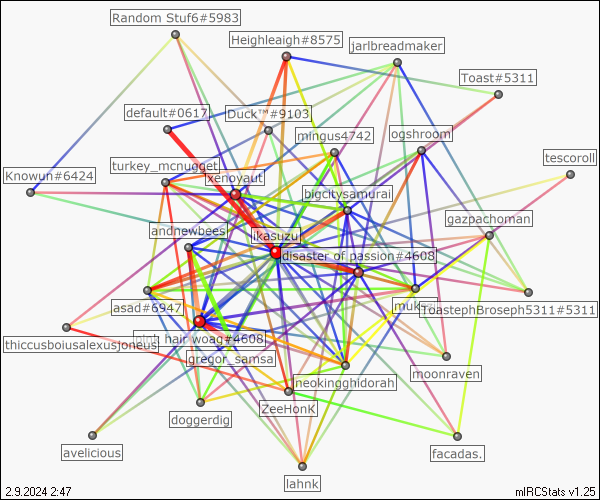 Random Stuf6#5983
Heighleaigh#8575
jarlbreadmaker
Toast#5311
default#0617
Duck™#9103
mingus4742
ogshroom
tescoroll
turkey_mcnugget
xenoyaut
Knowun#6424
bigcitysamurai
gazpachoman
andnewbees
ikasuzu
disaster of passion#4608
asad#6947
ToastephBroseph5311#5311
thiccusboiusalexusjoneus
hair woag#4608
gregor_samsa
moonraven
neokingghidorah
doggerdig
ZeeHonK
avelicious
facadas.
lahnk
2.9.2024 2:47
mIRCStats v1.25